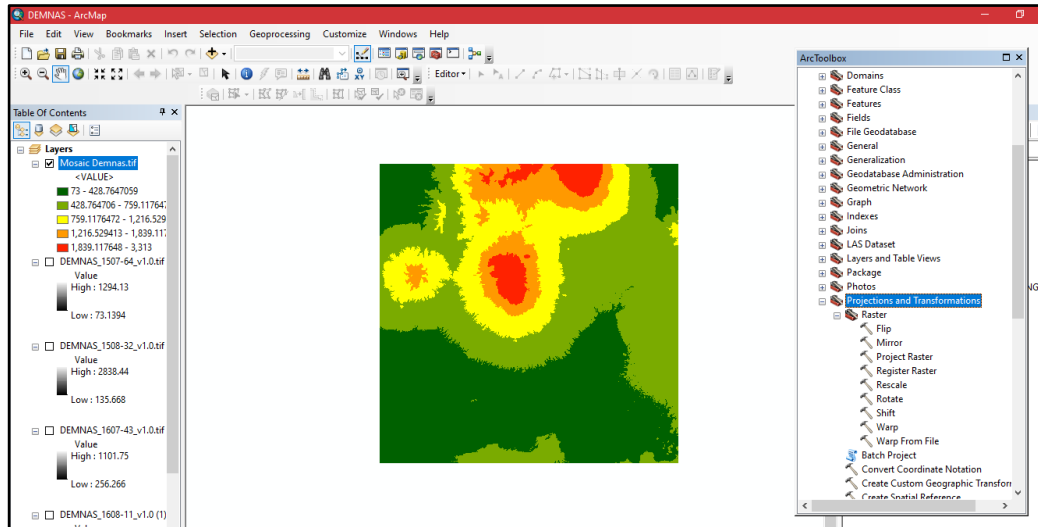 DEMNAS - ArcMap
File Edit View Bookmarks Insert Selection Geoprocessing Customize Windows Help
Editor
Table Of Contents
Layers
Mosaic Demnas.tif
<VALUE>
73 - 428.7647059
428.764706 - 759.117647
759.1176472 - 1,216.529
1,216.529413 - 1,839.117
1,839.117648 - 3,313
DEMNAS_1507-64_v1.0.tif
Value
High : 1294.13
Low : 73.1394
DEMNAS_1508-32_v1.0.tif
Value
High : 2838.44
Low : 135.668
DEMNAS_1607-43_v1.0.tif
Value
High : 1101.75
Low : 256.266
DEMNAS_1608-11_v1.0 (1)
ArcToolbox
Domains
Feature Class
Features
Fields
File Geodatabase
General
Generalization
Geodatabase Administration
Geometric Network
Graph
Indexes
Joins
LAS Dataset
Layers and Table Views
Package
Photos
Projections and Transformations
Raster
Flip
Mirror
Project Raster
Register Raster
Rescale
Rotate
Shift
Warp
Warp From File
Batch Project
Convert Coordinate Notation
Create Custom Geographic Transforr
Create Spatial Reference